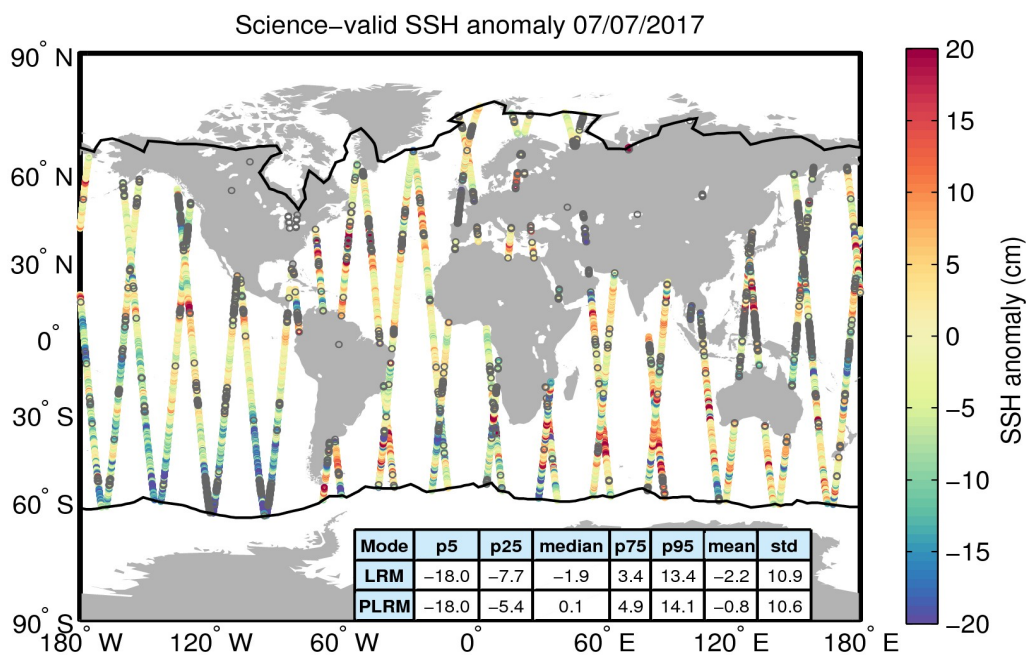 Science−valid SSH anomaly 07/07/2017
90° N
60° N
30° N
0°
30° S
60° S
90° S
180° W
120° W
60° W
0°
60° E
120° E
180° E
Mode p5 p25 median p75 p95 mean std
LRM −18.0 −7.7 −1.9 3.4 13.4 −2.2 10.9
PLRM −18.0 −5.4 0.1 4.9 14.1 −0.8 10.6
20
15
10
5
0
−5
−10
−15
−20
SSH anomaly (cm)